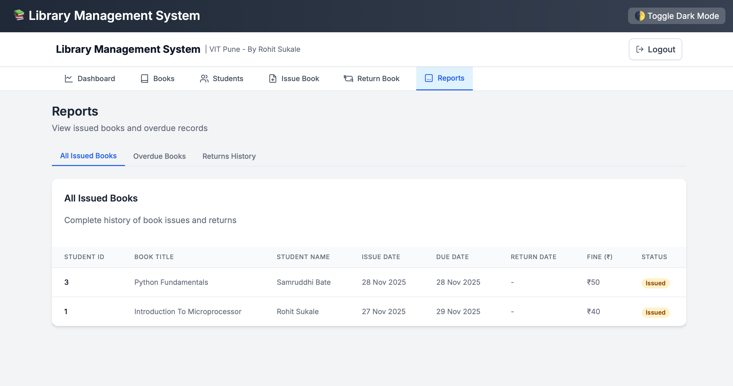 📚 Library Management System
🌓 Toggle Dark Mode
Library Management System | VIT Pune - By Rohit Sukale
Logout
Dashboard Books Students Issue Book Return Book Reports
Reports
View issued books and overdue records
All Issued Books Overdue Books Returns History
All Issued Books
Complete history of book issues and returns
STUDENT ID BOOK TITLE STUDENT NAME ISSUE DATE DUE DATE RETURN DATE FINE (₹) STATUS
3 Python Fundamentals Samruddhi Bate 28 Nov 2025 28 Nov 2025 - ₹50 Issued
1 Introduction To Microprocessor Rohit Sukale 27 Nov 2025 29 Nov 2025 - ₹40 Issued